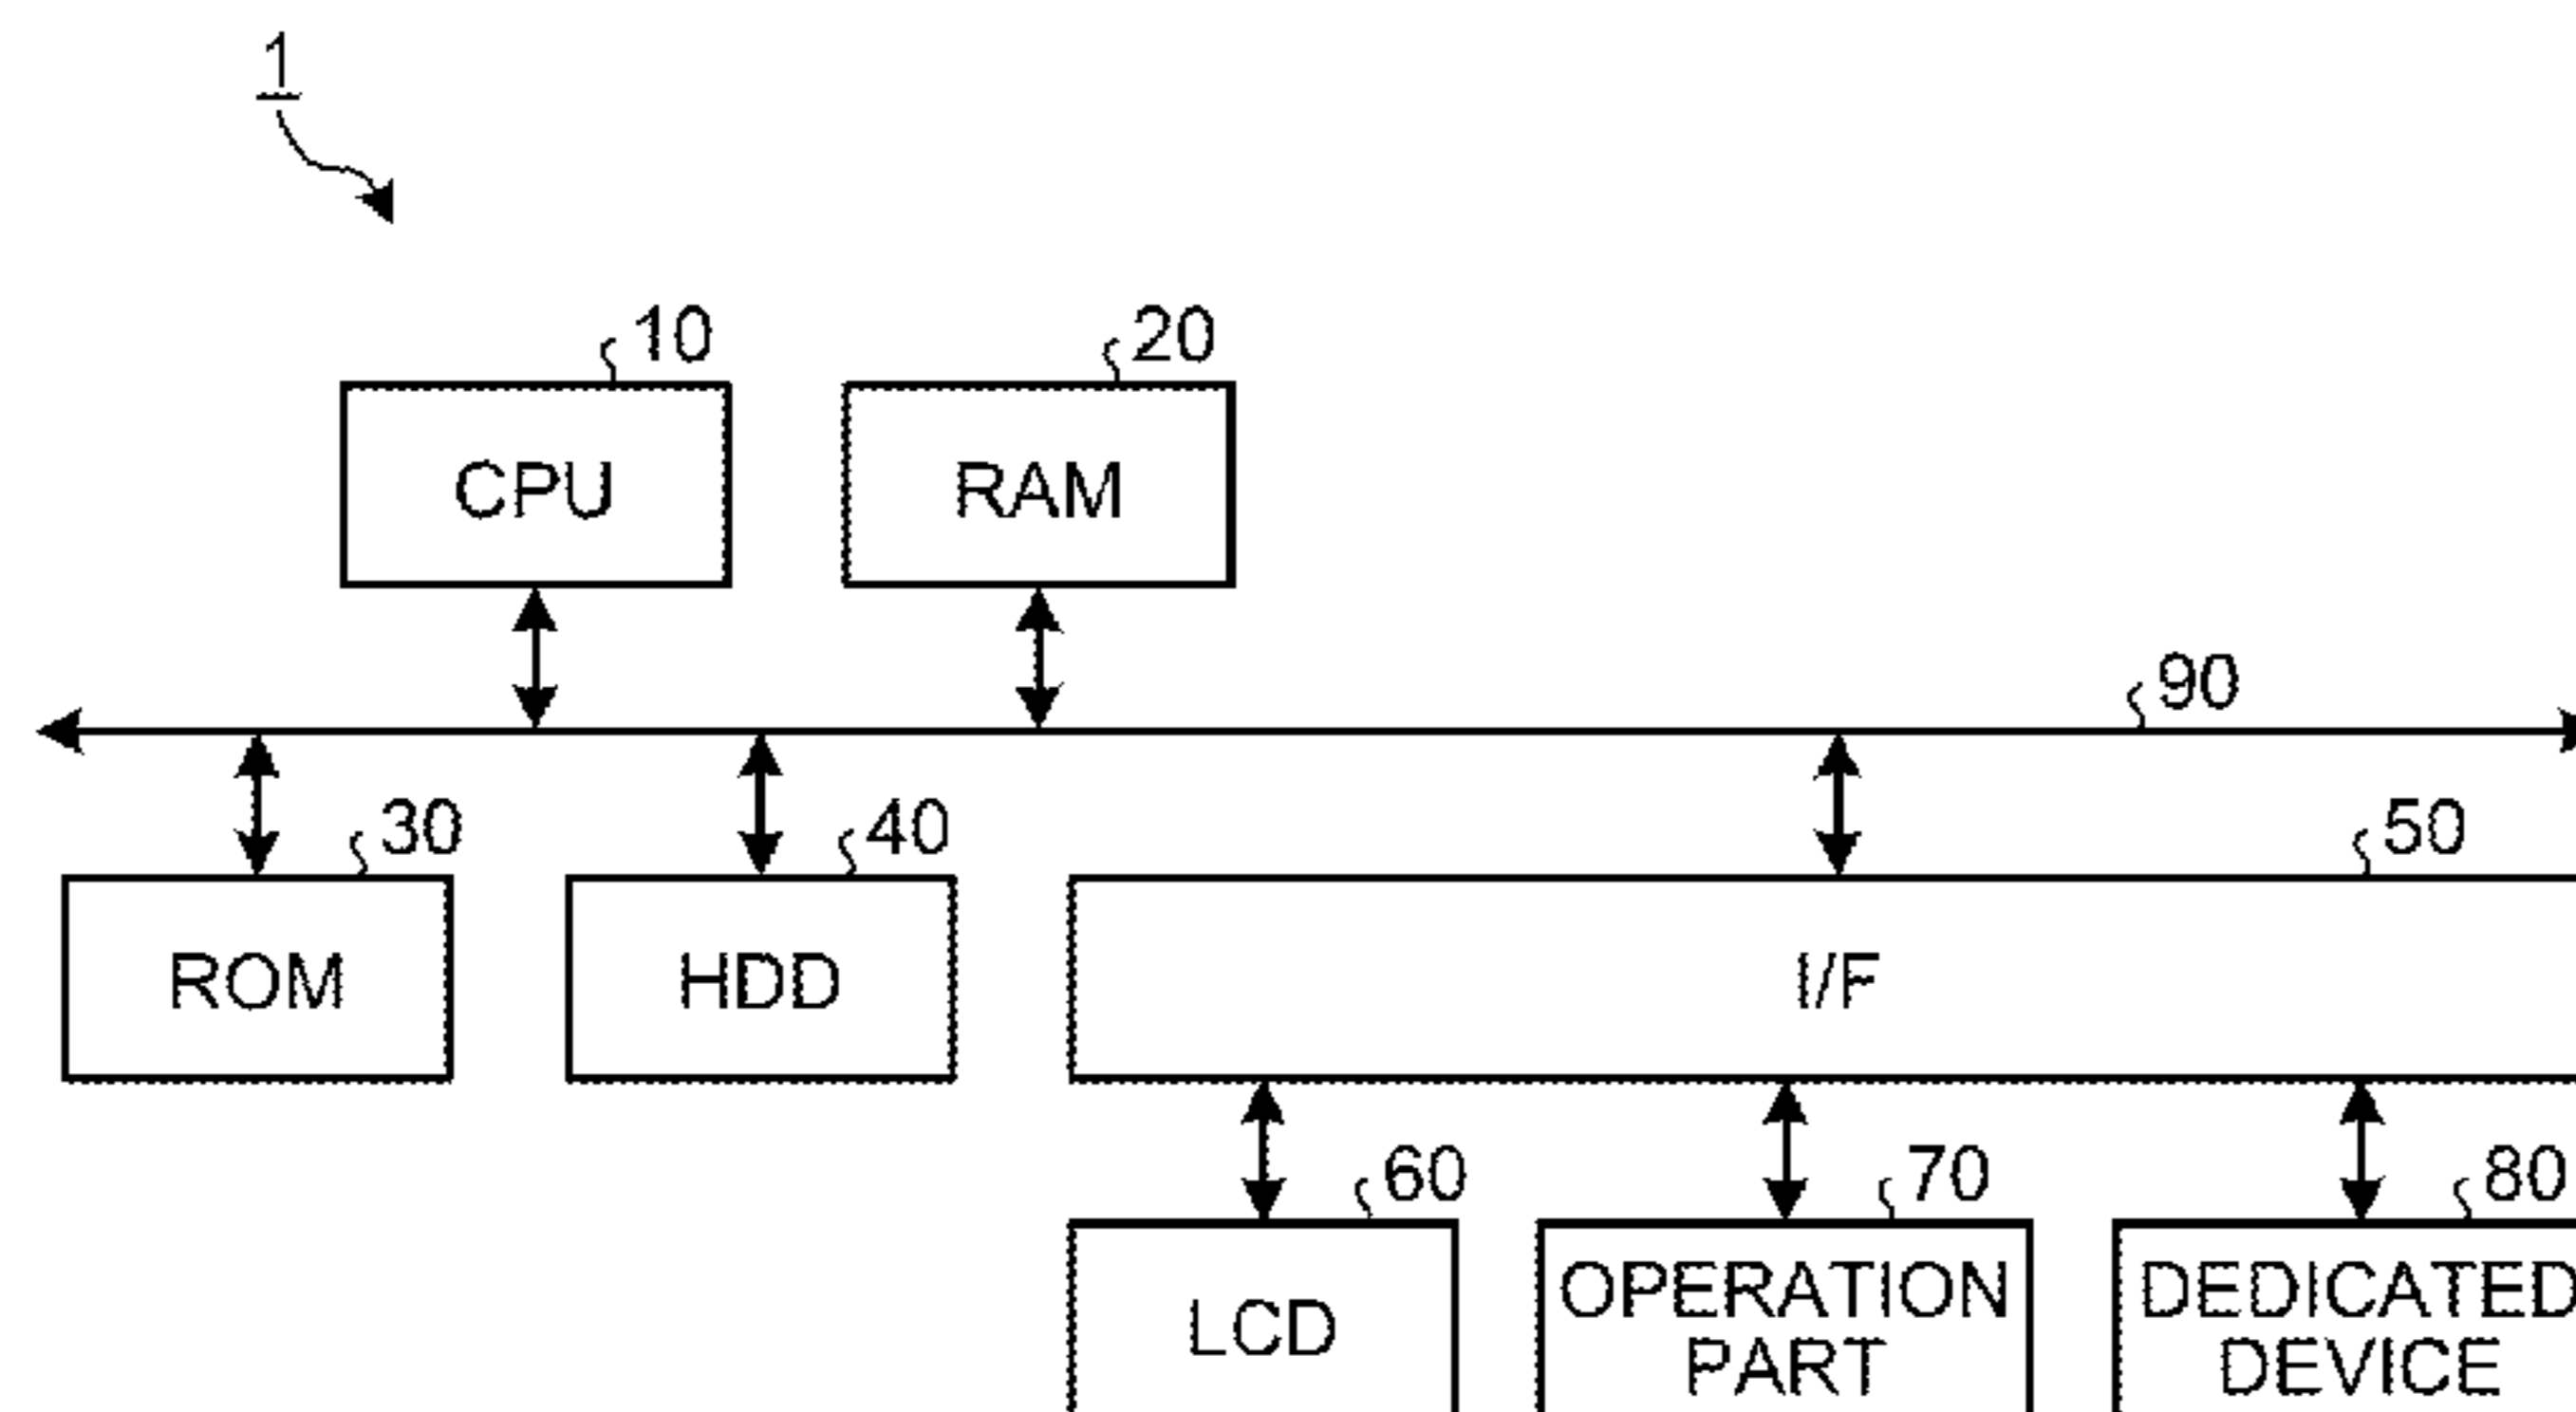 1
10
20
CPU
RAM
90
30
40
50
ROM
HDD
I/F
60
70
80
LCD
OPERATION
PART
DEDICATED
DEVICE